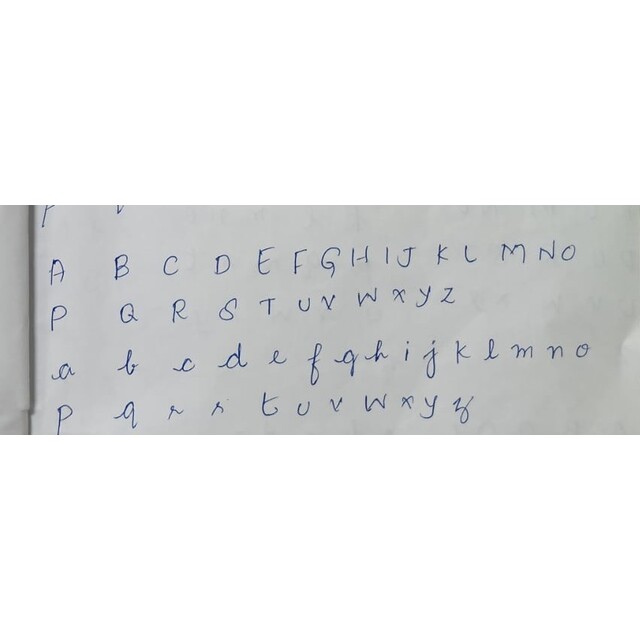 A B C D E F G H I J K L M N O
P Q R S T U V W X Y Z
a b c d e f g h i j k l m n o
p q r s t u v w x y z